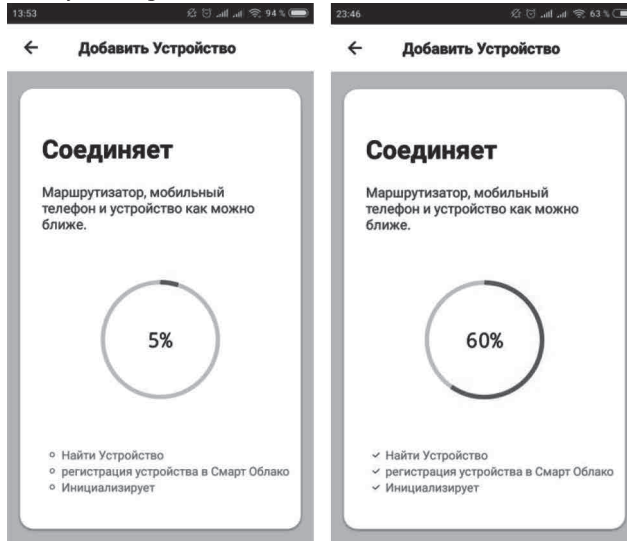 13:53
94 %
Добавить Устройство
Соединяет
Маршрутизатор, мобильный
телефон и устройство как можно
ближе.
5%
Найти Устройство
регистрация устройства в Смарт Облако
Инициализирует
23:46
63 %
Добавить Устройство
Соединяет
Маршрутизатор, мобильный
телефон и устройство как можно
ближе.
60%
Найти Устройство
регистрация устройства в Смарт Облако
Инициализирует